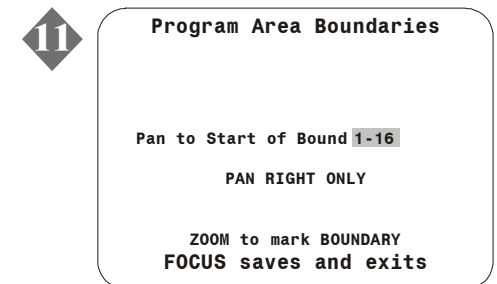 11
Program Area Boundaries
Pan to Start of Bound 1-16
PAN RIGHT ONLY
ZOOM to mark BOUNDARY
FOCUS saves and exits